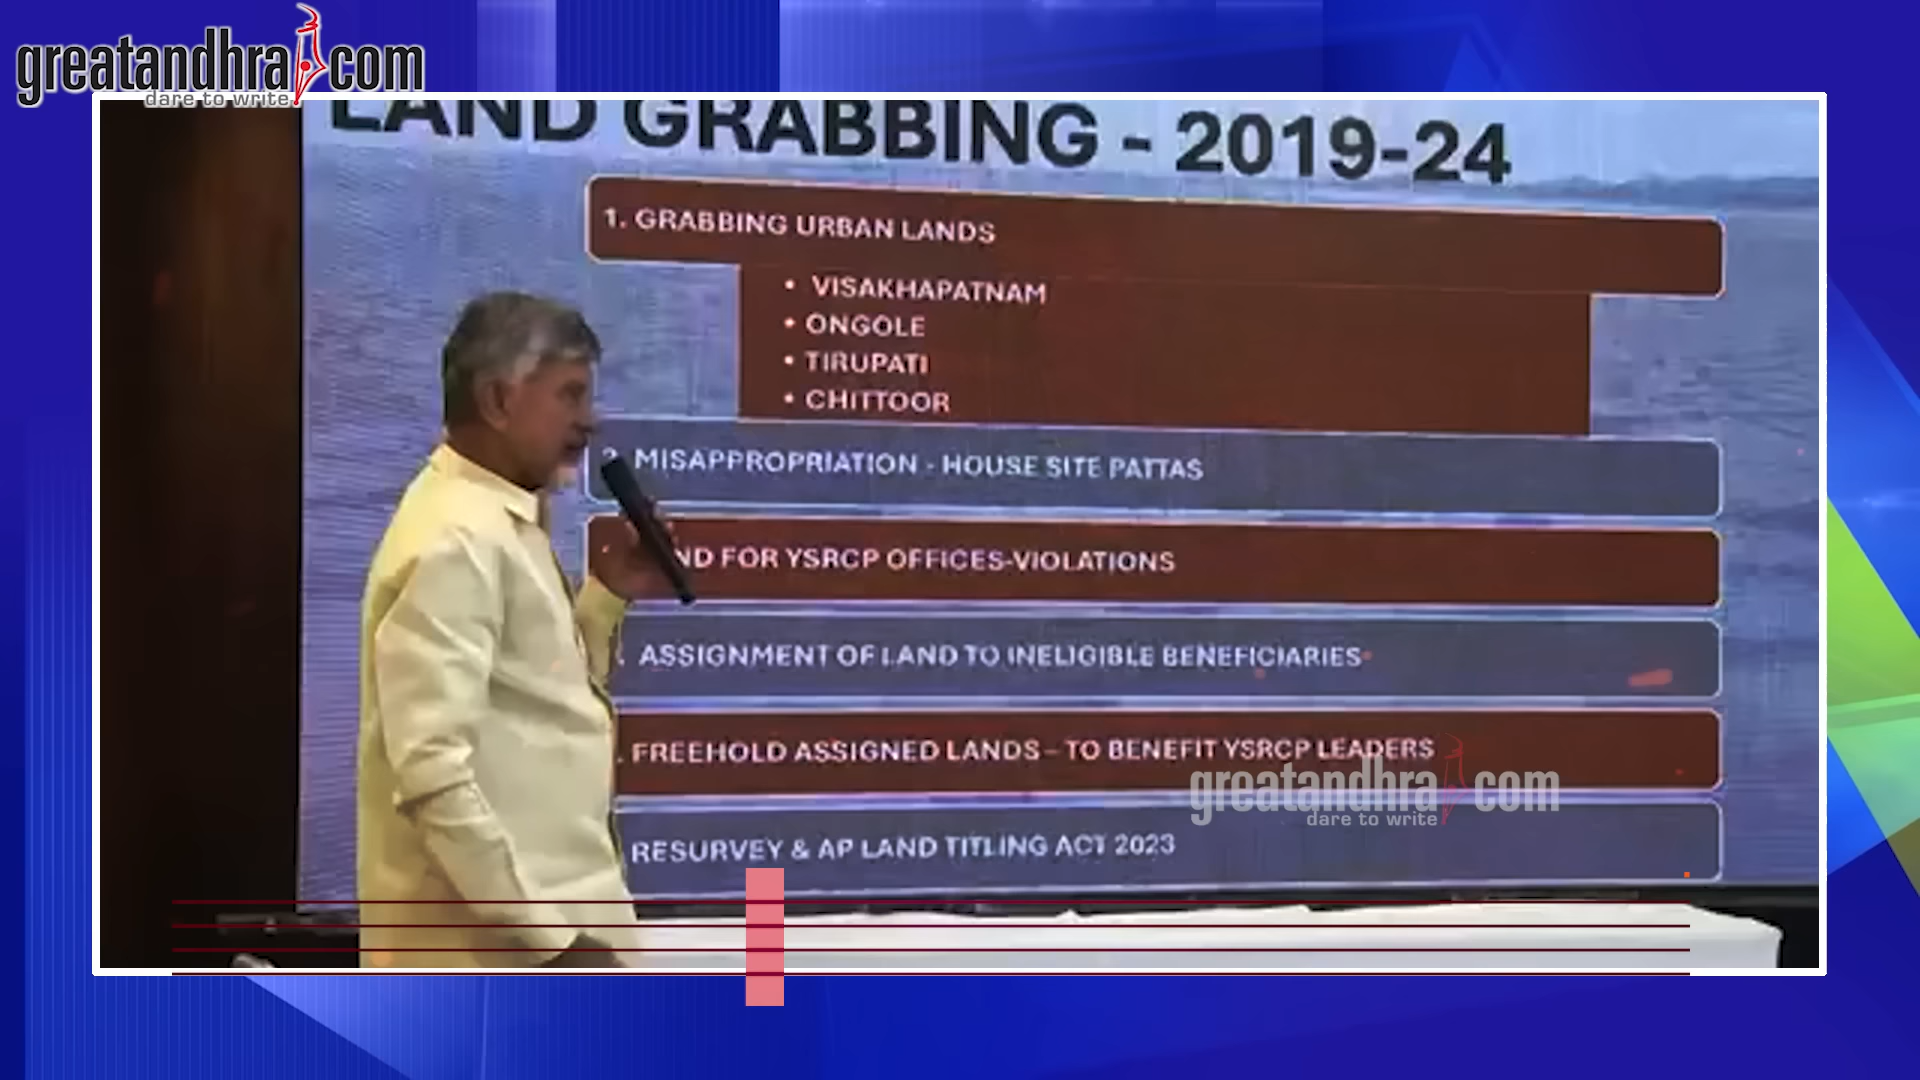 greatandhra.com
dare to write
LAND GRABBING - 2019-24
1. GRABBING URBAN LANDS
• VISAKHAPATNAM
• ONGOLE
• TIRUPATI
• CHITTOOR
MISAPPROPRIATION - HOUSE SITE PATTAS
FOR YSRCP OFFICES-VIOLATIONS
ASSIGNMENT OF LAND TO INELIGIBLE BENEFICIARIES
FREEHOLD ASSIGNED LANDS – TO BENEFIT YSRCP LEADERS
greatandhra.com
dare to write
RESURVEY & AP LAND TITLING ACT 2023